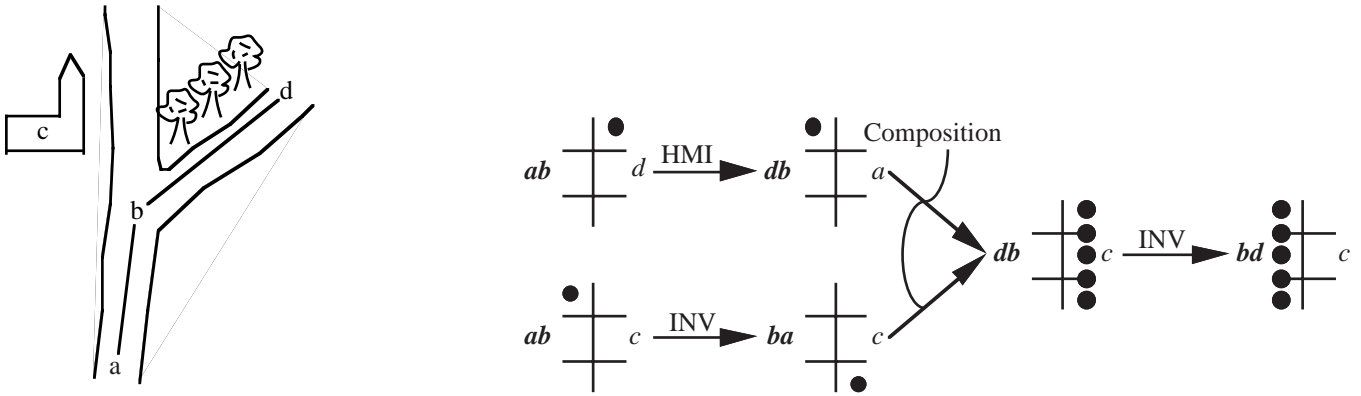 c
d
b
a
ab d HMI db a
Composition
ab c INV ba c
db c INV bd c